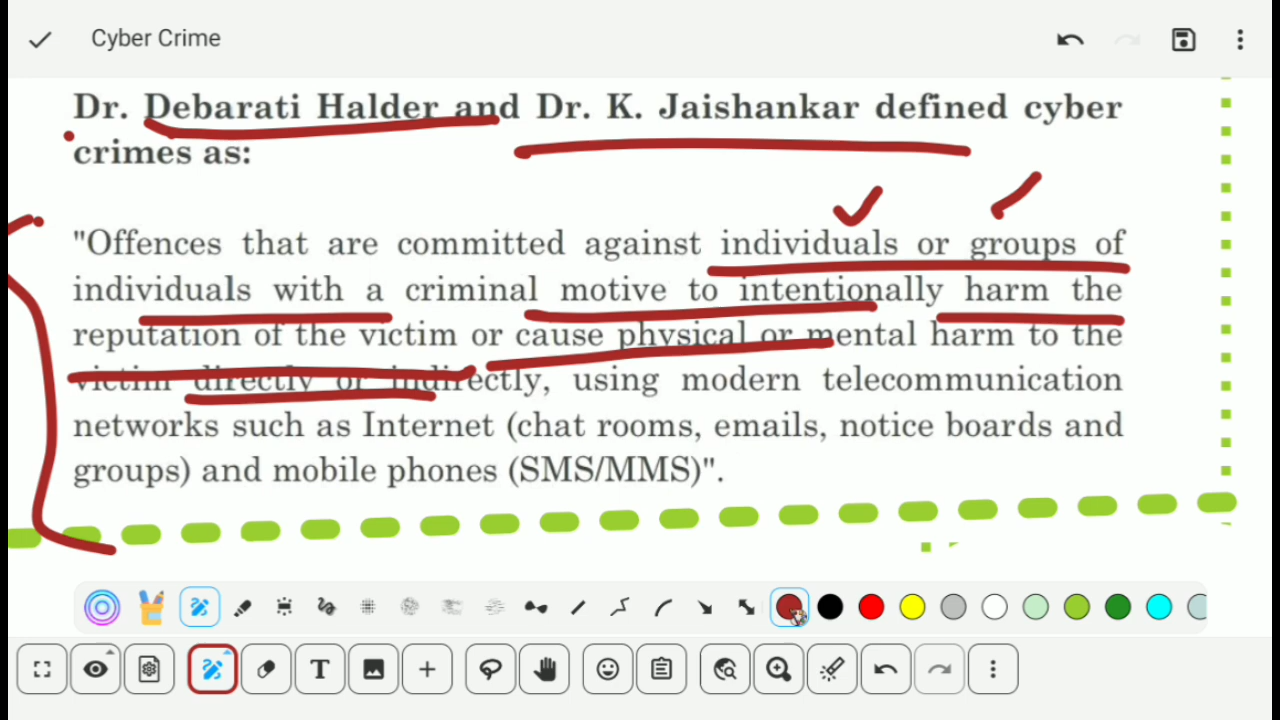 Cyber Crime
Dr. Debarati Halder and Dr. K. Jaishankar defined cyber
crimes as:
"Offences that are committed against individuals or groups of
individuals with a criminal motive to intentionally harm the
reputation of the victim or cause physical or mental harm to the
victim directly or indirectly, using modern telecommunication
networks such as Internet (chat rooms, emails, notice boards and
groups) and mobile phones (SMS/MMS)".
T